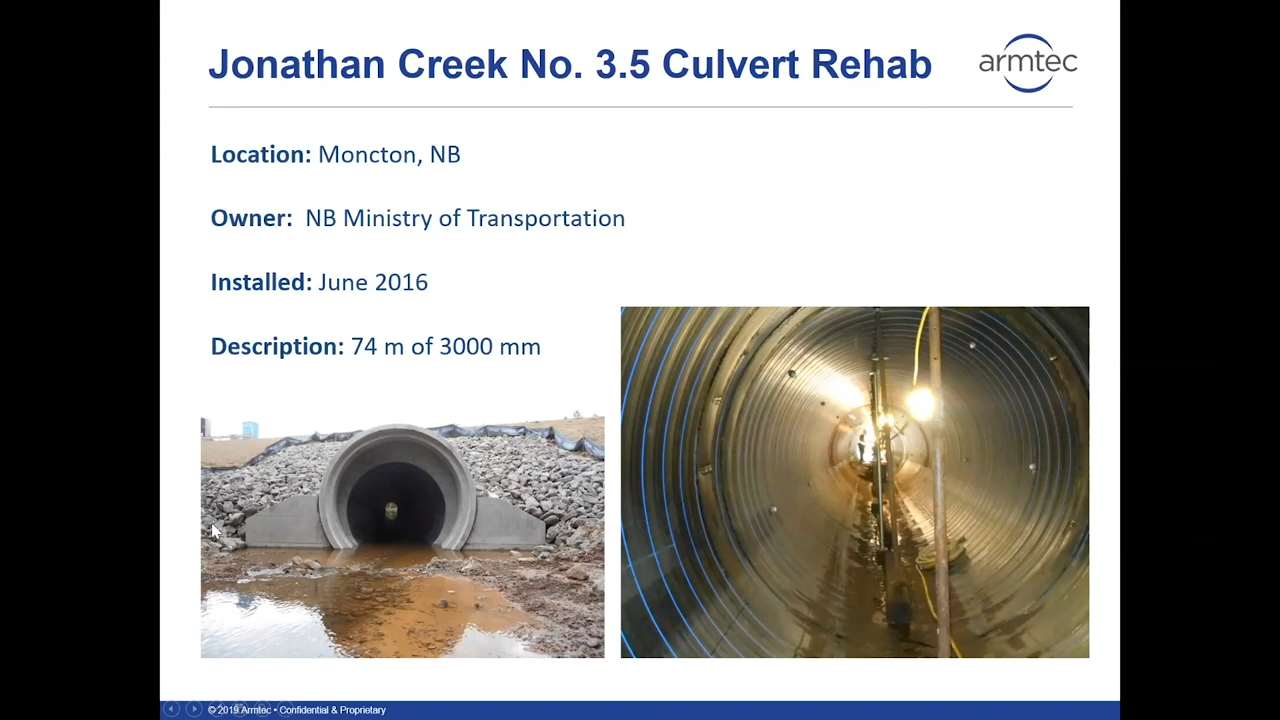 Jonathan Creek No. 3.5 Culvert Rehab
armtec
Location: Moncton, NB
Owner: NB Ministry of Transportation
Installed: June 2016
Description: 74 m of 3000 mm
© 2019 Armtec • Confidential & Proprietary